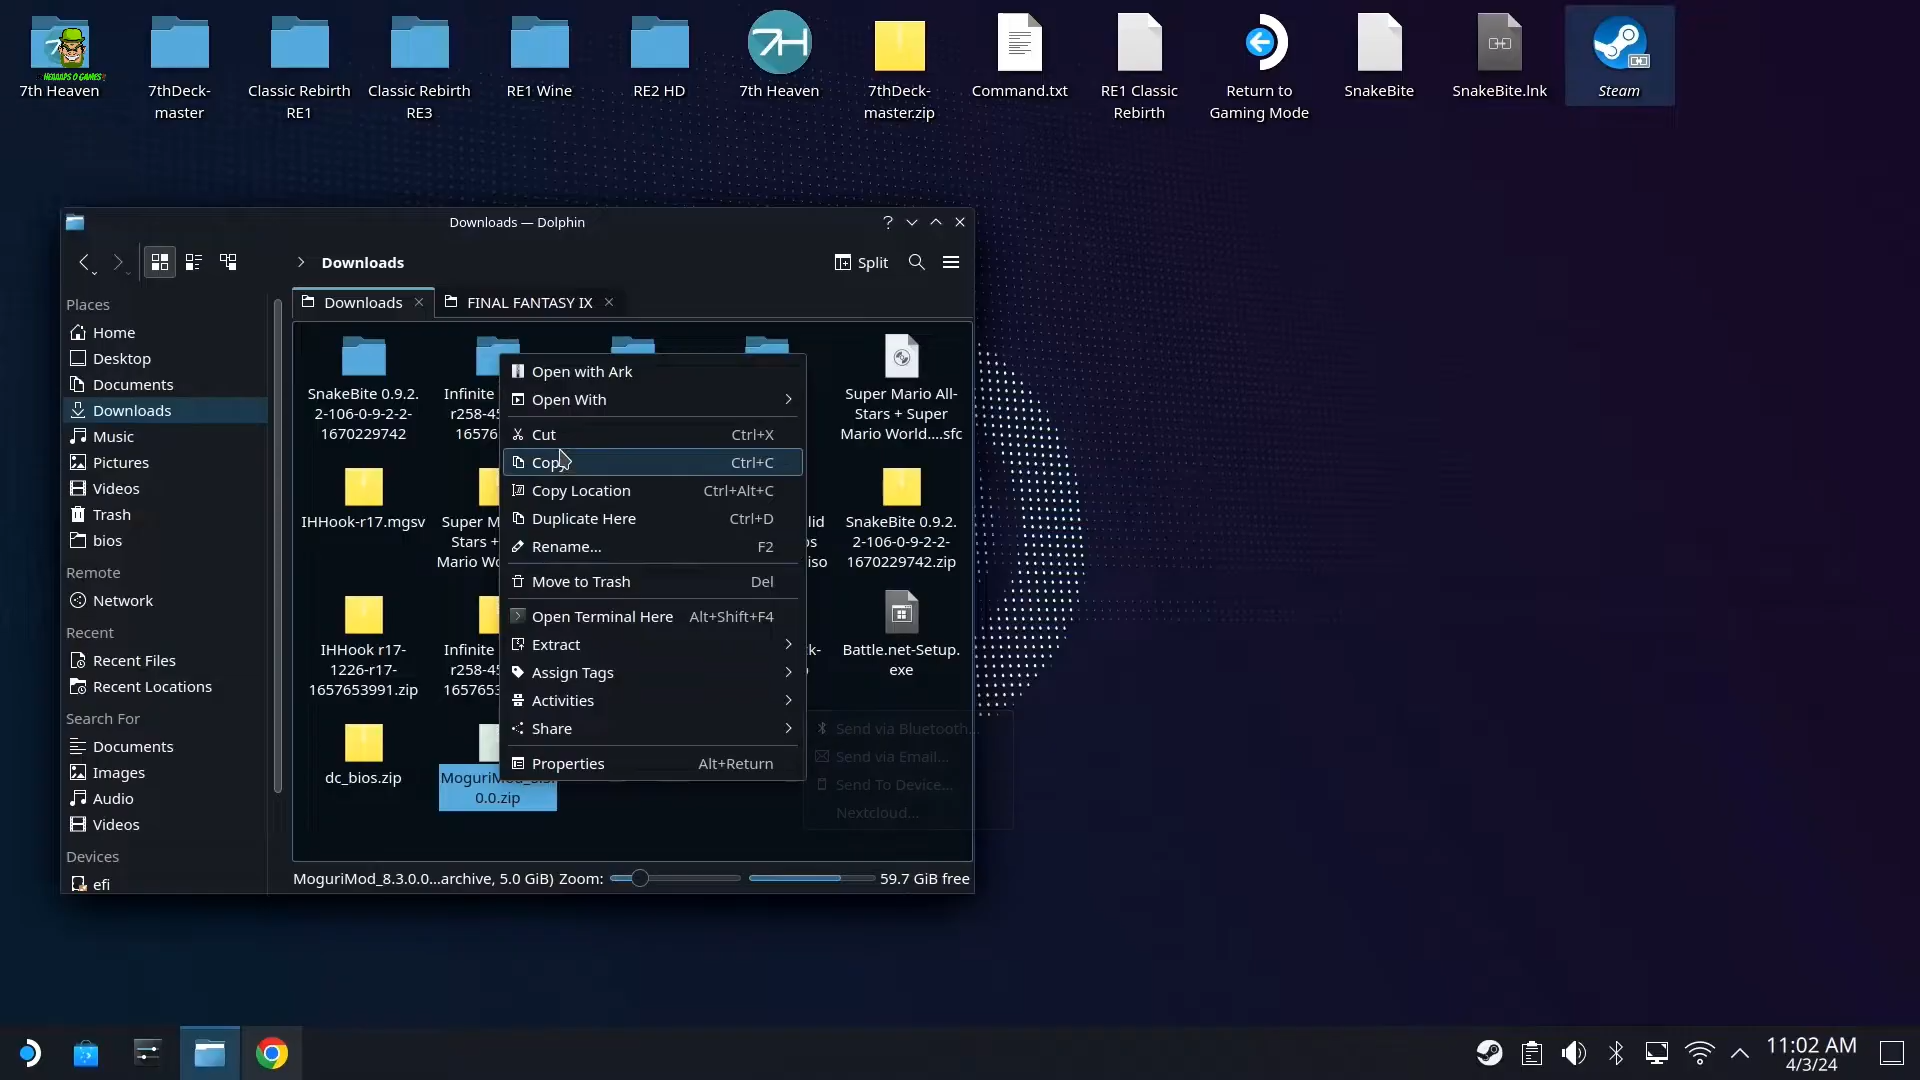 7th Heaven
7thDeck-
master
Classic Rebirth
RE1
Classic Rebirth
RE3
RE1 Wine
RE2 HD
7H
7th Heaven
7thDeck-
master.zip
Command.txt
RE1 Classic
Rebirth
Return to
Gaming Mode
SnakeBite
SnakeBite.lnk
Steam
Downloads — Dolphin
Downloads
Split
Downloads
FINAL FANTASY IX
Places
Home
Desktop
Documents
Downloads
Music
Pictures
Videos
Trash
bios
Remote
Network
Recent
Recent Files
Recent Locations
Search For
Documents
Images
Audio
Videos
Devices
efi
SnakeBite 0.9.2.
2-106-0-9-2-2-
1670229742
Infinite
r258-45
16576
Super Mario All-
Stars + Super
Mario World....sfc
IHHook-r17.mgsv
Super M
Stars +
Mario Wo
lid
os
iso
SnakeBite 0.9.2.
2-106-0-9-2-2-
1670229742.zip
IHHook r17-
1226-r17-
1657653991.zip
Infinite
r258-45
1657653
k-
Battle.net-Setup.
exe
dc_bios.zip
MoguriMod_8.3.
0.0.zip
Open with Ark
Open With
Cut Ctrl+X
Copy Ctrl+C
Copy Location Ctrl+Alt+C
Duplicate Here Ctrl+D
Rename... F2
Move to Trash Del
Open Terminal Here Alt+Shift+F4
Extract
Assign Tags
Activities
Share
Properties Alt+Return
Send via Bluetooth...
Send via Email...
Send To Device...
Nextcloud...
MoguriMod_8.3.0.0...archive, 5.0 GiB) Zoom: 59.7 GiB free
11:02 AM
4/3/24